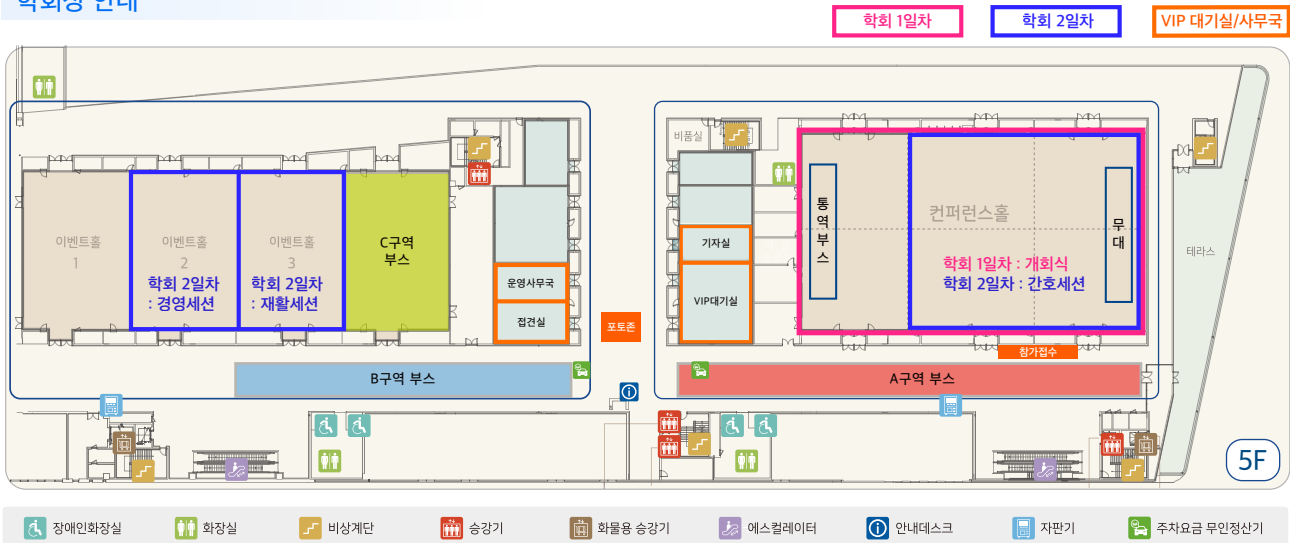 학회장 안내
학회 1일차
학회 2일차
VIP 대기실/사무국
비품실
이벤트홀
1
이벤트홀
2
학회 2일차
: 경영세션
이벤트홀
3
학회 2일차
: 재활세션
C구역
부스
운영사무국
접견실
포토존
기자실
VIP대기실
통역부스
컨퍼런스홀
무대
학회 1일차 : 개회식
학회 2일차 : 간호세션
테라스
참가접수
B구역 부스
A구역 부스
5F
장애인화장실
화장실
비상계단
승강기
화물용 승강기
에스컬레이터
안내데스크
자판기
주차요금 무인정산기